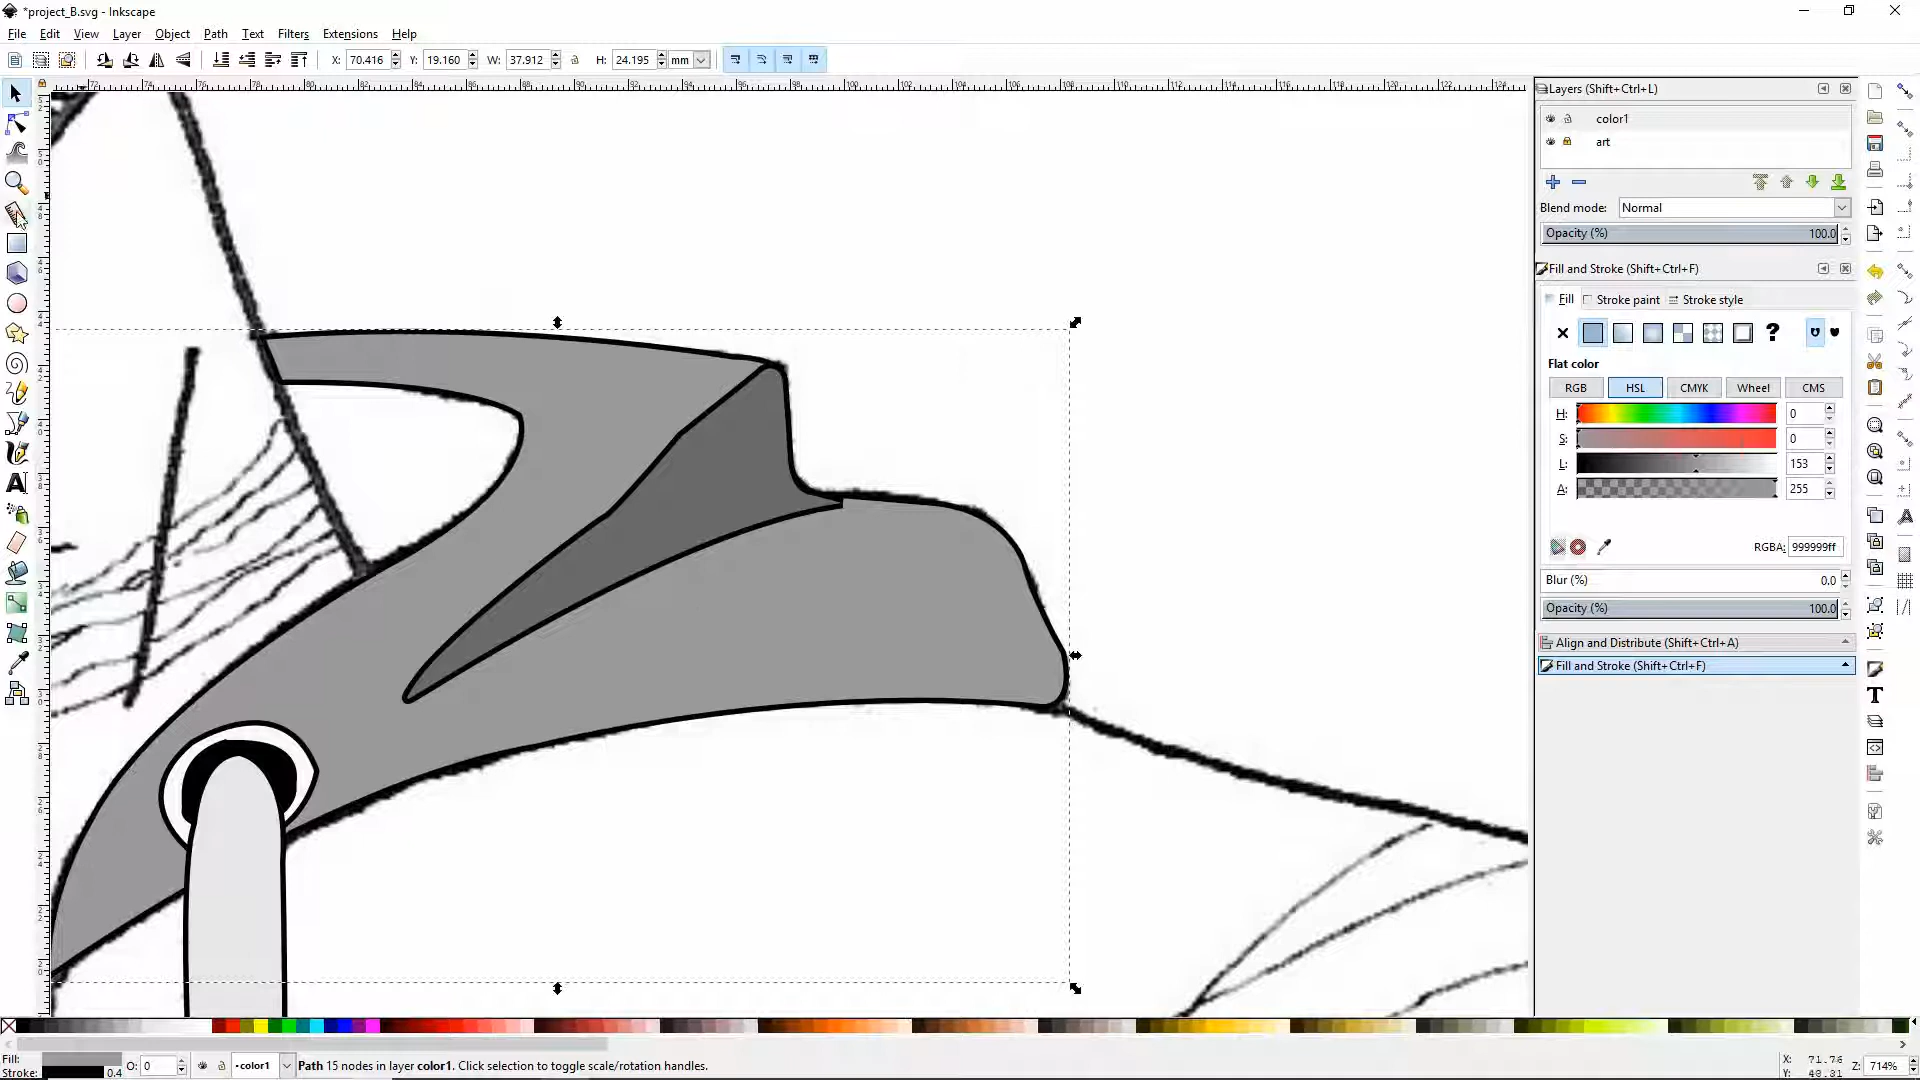 *project_B.svg - Inkscape
File Edit View Layer Object Path Text Filters Extensions Help
X: 70.416 Y: 19.160 W: 37.912 H: 24.195 mm
Layers (Shift+Ctrl+L)
color1
art
Blend mode: Normal
Opacity (%) 100.0
Fill and Stroke (Shift+Ctrl+F)
Fill Stroke paint Stroke style
Flat color
RGB HSL CMYK Wheel CMS
H: 0
S: 0
L: 153
A: 255
RGBA: 999999ff
Blur (%) 0.0
Opacity (%) 100.0
Align and Distribute (Shift+Ctrl+A)
Fill and Stroke (Shift+Ctrl+F)
Fill:
Stroke: 0.4
O: 0
•color1
Path 15 nodes in layer color1. Click selection to toggle scale/rotation handles.
X: 71.76
Y: 40.31
Z: 714%